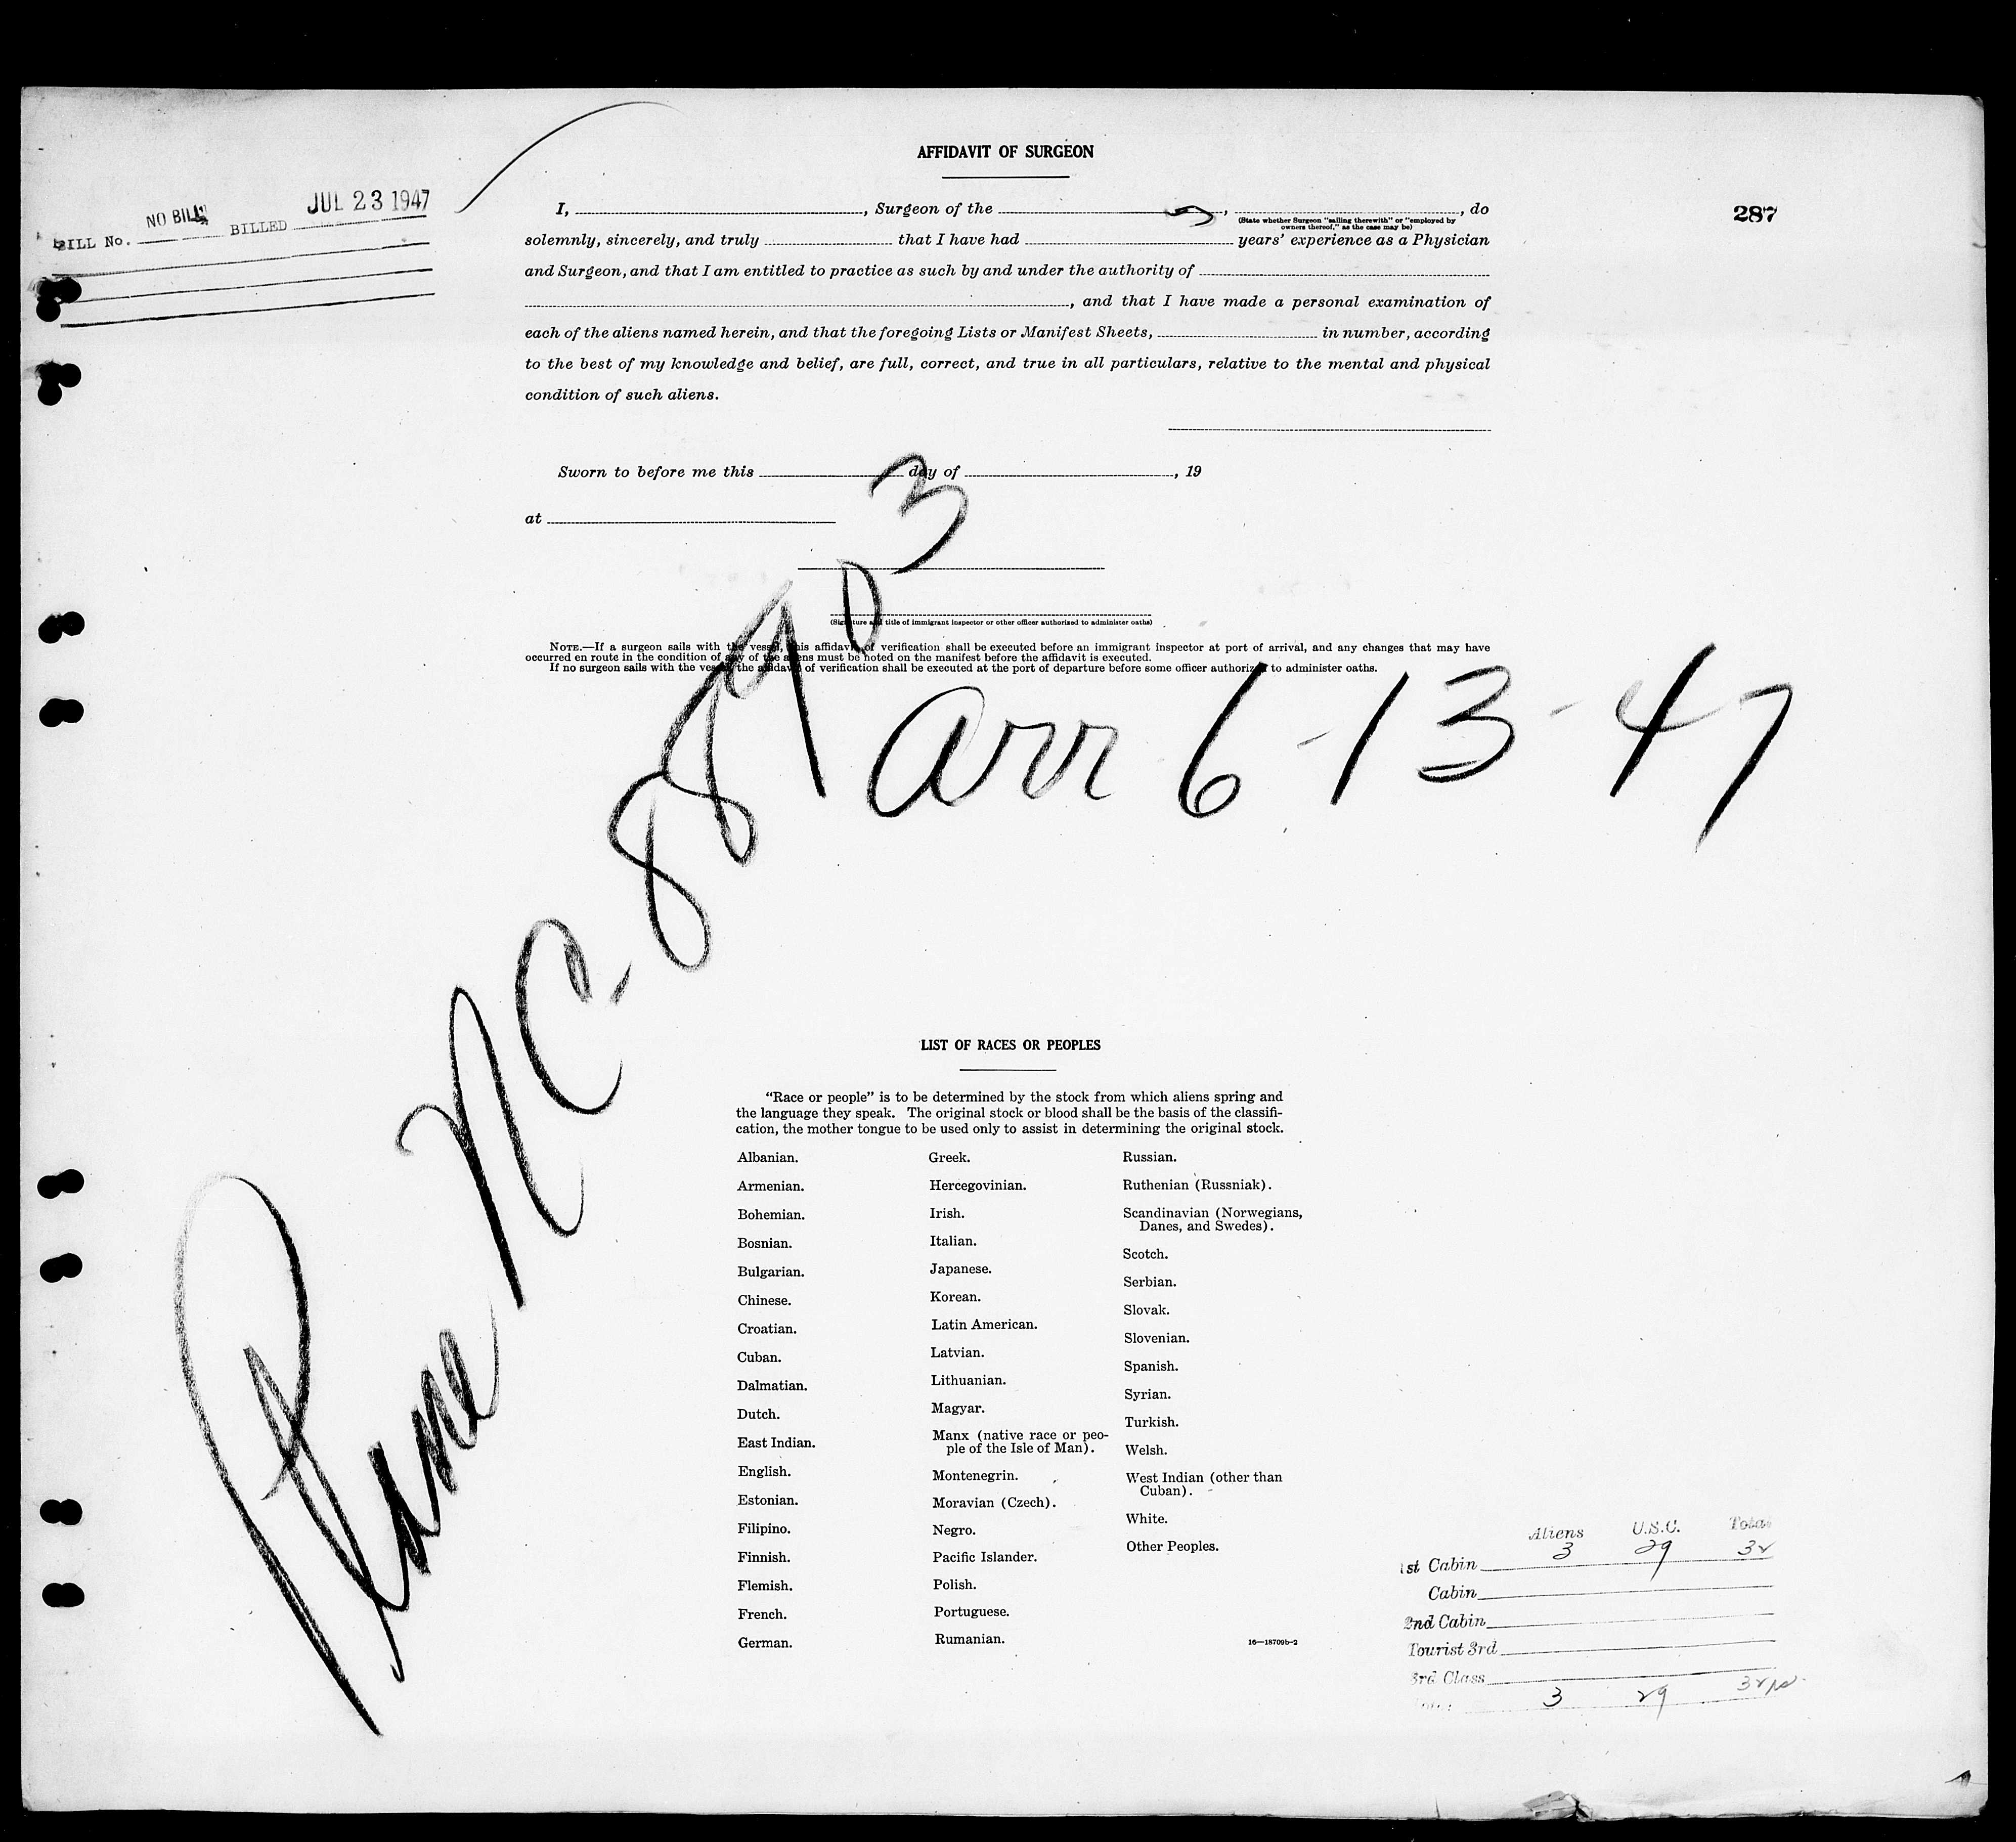 AFFIDAVIT OF SURGEON
BILL No. NO BILL BILLED JUL 23 1947
287
I, , Surgeon of the , , do
(State whether Surgeon "sailing therewith" or "employed by
owners thereof," as the case may be)
solemnly, sincerely, and truly that I have had years' experience as a Physician
and Surgeon, and that I am entitled to practice as such by and under the authority of
, and that I have made a personal examination of
each of the aliens named herein, and that the foregoing Lists or Manifest Sheets, in number, according
to the best of my knowledge and belief, are full, correct, and true in all particulars, relative to the mental and physical
condition of such aliens.
Sworn to before me this day of , 19
at
(Signature and title of immigrant inspector or other officer authorized to administer oaths)
NOTE.—If a surgeon sails with the vessel, this affidavit of verification shall be executed before an immigrant inspector at port of arrival, and any changes that may have
occurred en route in the condition of any of the aliens must be noted on the manifest before the affidavit is executed.
If no surgeon sails with the vessel, the affidavit of verification shall be executed at the port of departure before some officer authorized to administer oaths.
Plane NC-88903
arr 6-13-47
LIST OF RACES OR PEOPLES
"Race or people" is to be determined by the stock from which aliens spring and
the language they speak. The original stock or blood shall be the basis of the classifi-
cation, the mother tongue to be used only to assist in determining the original stock.
Albanian.
Armenian.
Bohemian.
Bosnian.
Bulgarian.
Chinese.
Croatian.
Cuban.
Dalmatian.
Dutch.
East Indian.
English.
Estonian.
Filipino.
Finnish.
Flemish.
French.
German.
Greek.
Hercegovinian.
Irish.
Italian.
Japanese.
Korean.
Latin American.
Latvian.
Lithuanian.
Magyar.
Manx (native race or peo-
ple of the Isle of Man).
Montenegrin.
Moravian (Czech).
Negro.
Pacific Islander.
Polish.
Portuguese.
Rumanian.
Russian.
Ruthenian (Russniak).
Scandinavian (Norwegians,
Danes, and Swedes).
Scotch.
Serbian.
Slovak.
Slovenian.
Spanish.
Syrian.
Turkish.
Welsh.
West Indian (other than
Cuban).
White.
Other Peoples.
16—18709b-2
Aliens U.S.C. Total
1st Cabin 3 29 32
Cabin
2nd Cabin
Tourist 3rd
3rd Class
3 29 32